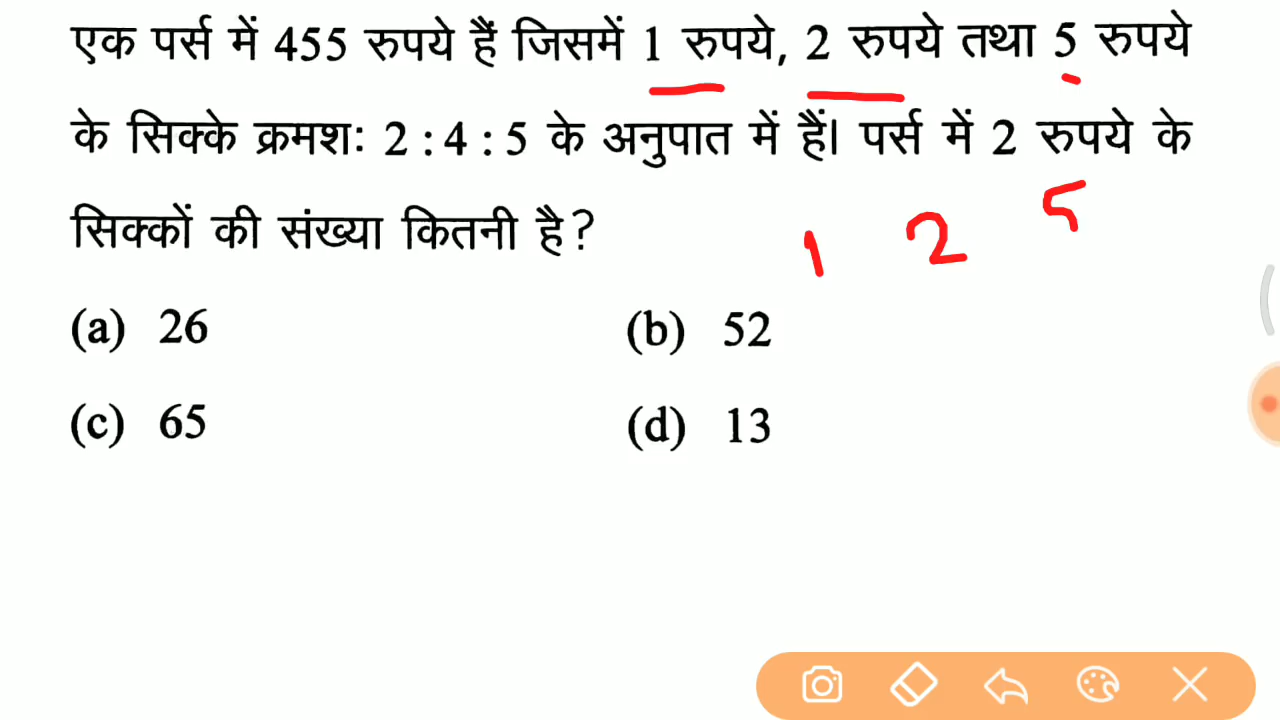 एक पर्स में 455 रुपये हैं जिसमें 1 रुपये, 2 रुपये तथा 5 रुपये
के सिक्के क्रमशः 2 : 4 : 5 के अनुपात में हैं। पर्स में 2 रुपये के
सिक्कों की संख्या कितनी है?
1 2 5
(a) 26 (b) 52
(c) 65 (d) 13